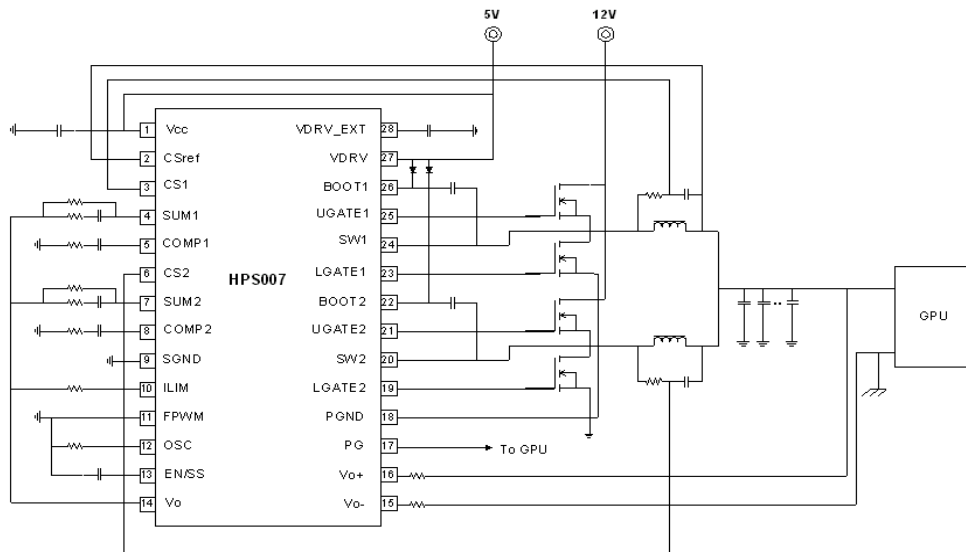 5V
12V
1 Vcc
VDRV_EXT 28
2 CSref
VDRV 27
3 CS1
BOOT1 26
4 SUM1
UGATE1 25
5 COMP1
SW1 24
6 CS2
HPS007
LGATE1 23
7 SUM2
BOOT2 22
8 COMP2
UGATE2 21
9 SGND
SW2 20
10 ILIM
LGATE2 19
11 FPWM
PGND 18
12 OSC
PG 17
To GPU
13 EN/SS
Vo+ 16
14 Vo
Vo- 15
GPU